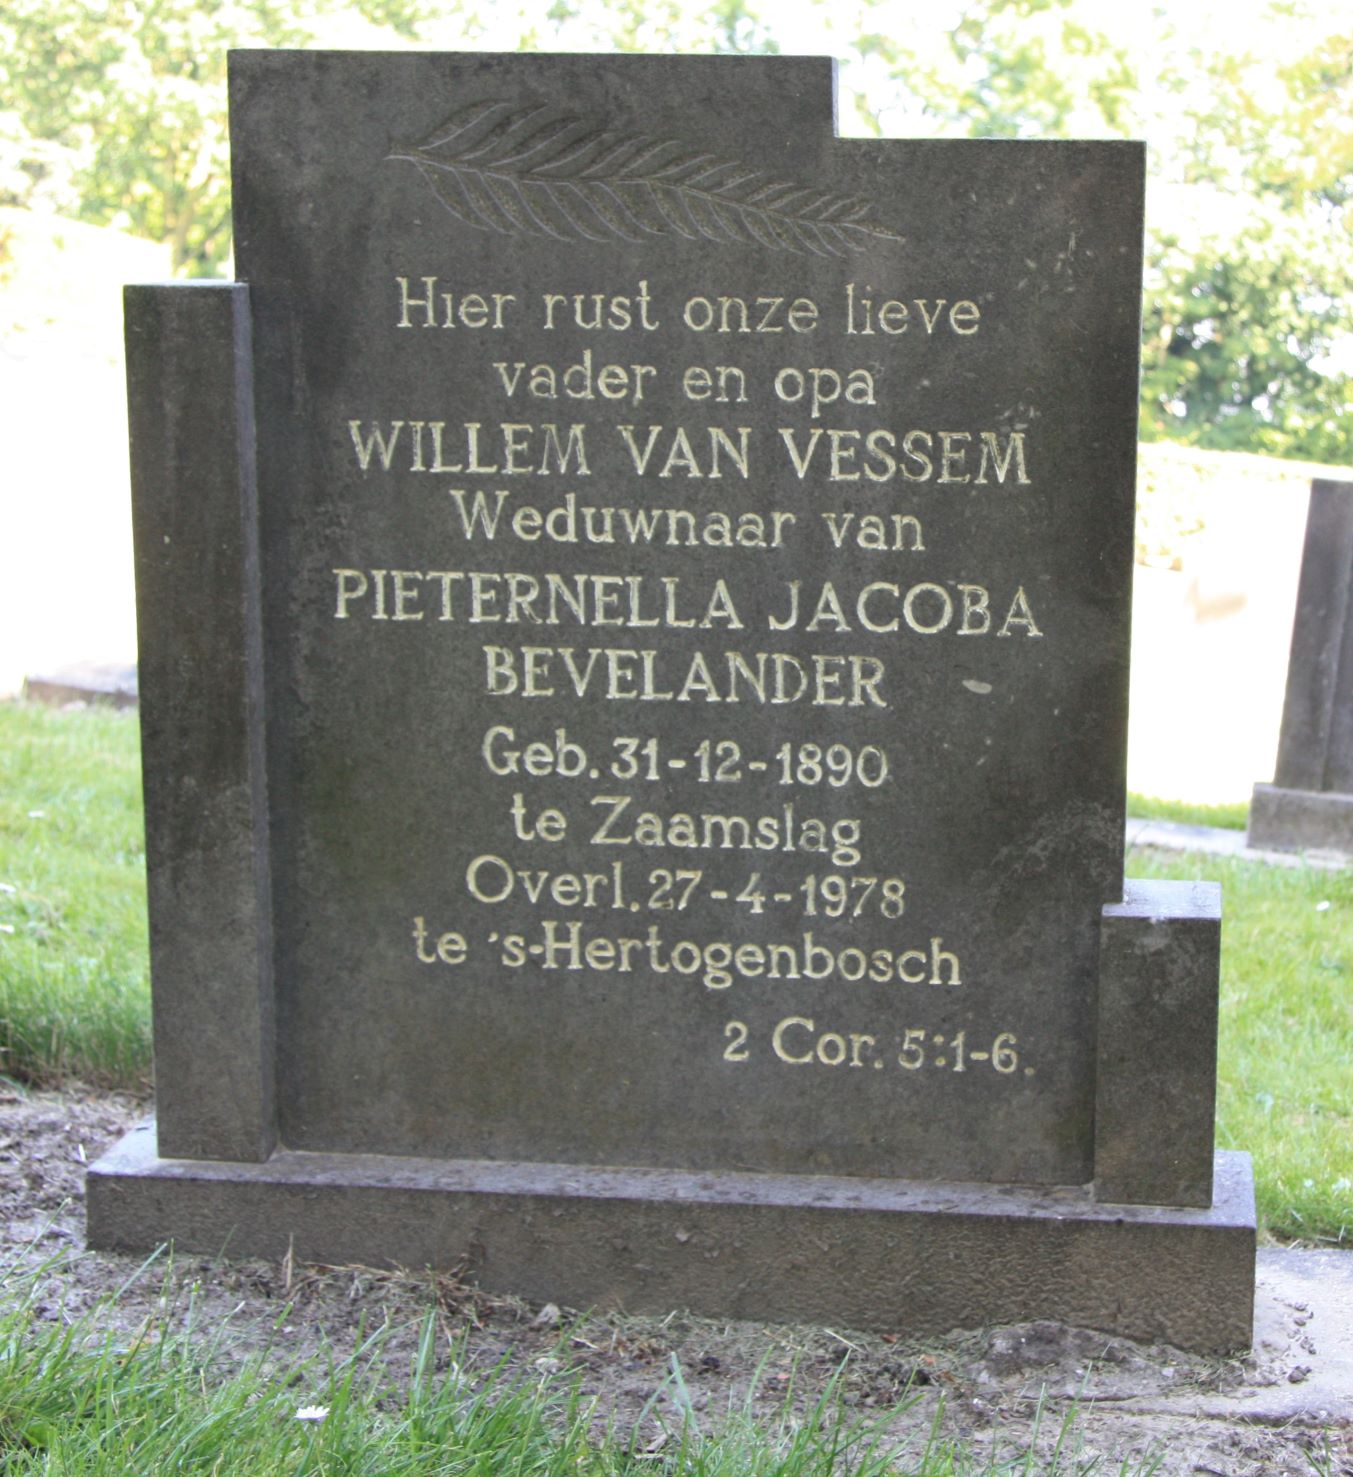 Hier rust onze lieve
vader en opa
WILLEM VAN VESSEM
Weduwnaar van
PIETERNELLA JACOBA
BEVELANDER
Geb. 31-12-1890
te Zaamslag
Overl. 27-4-1978
te 's-Hertogenbosch
2 Cor. 5:1-6.